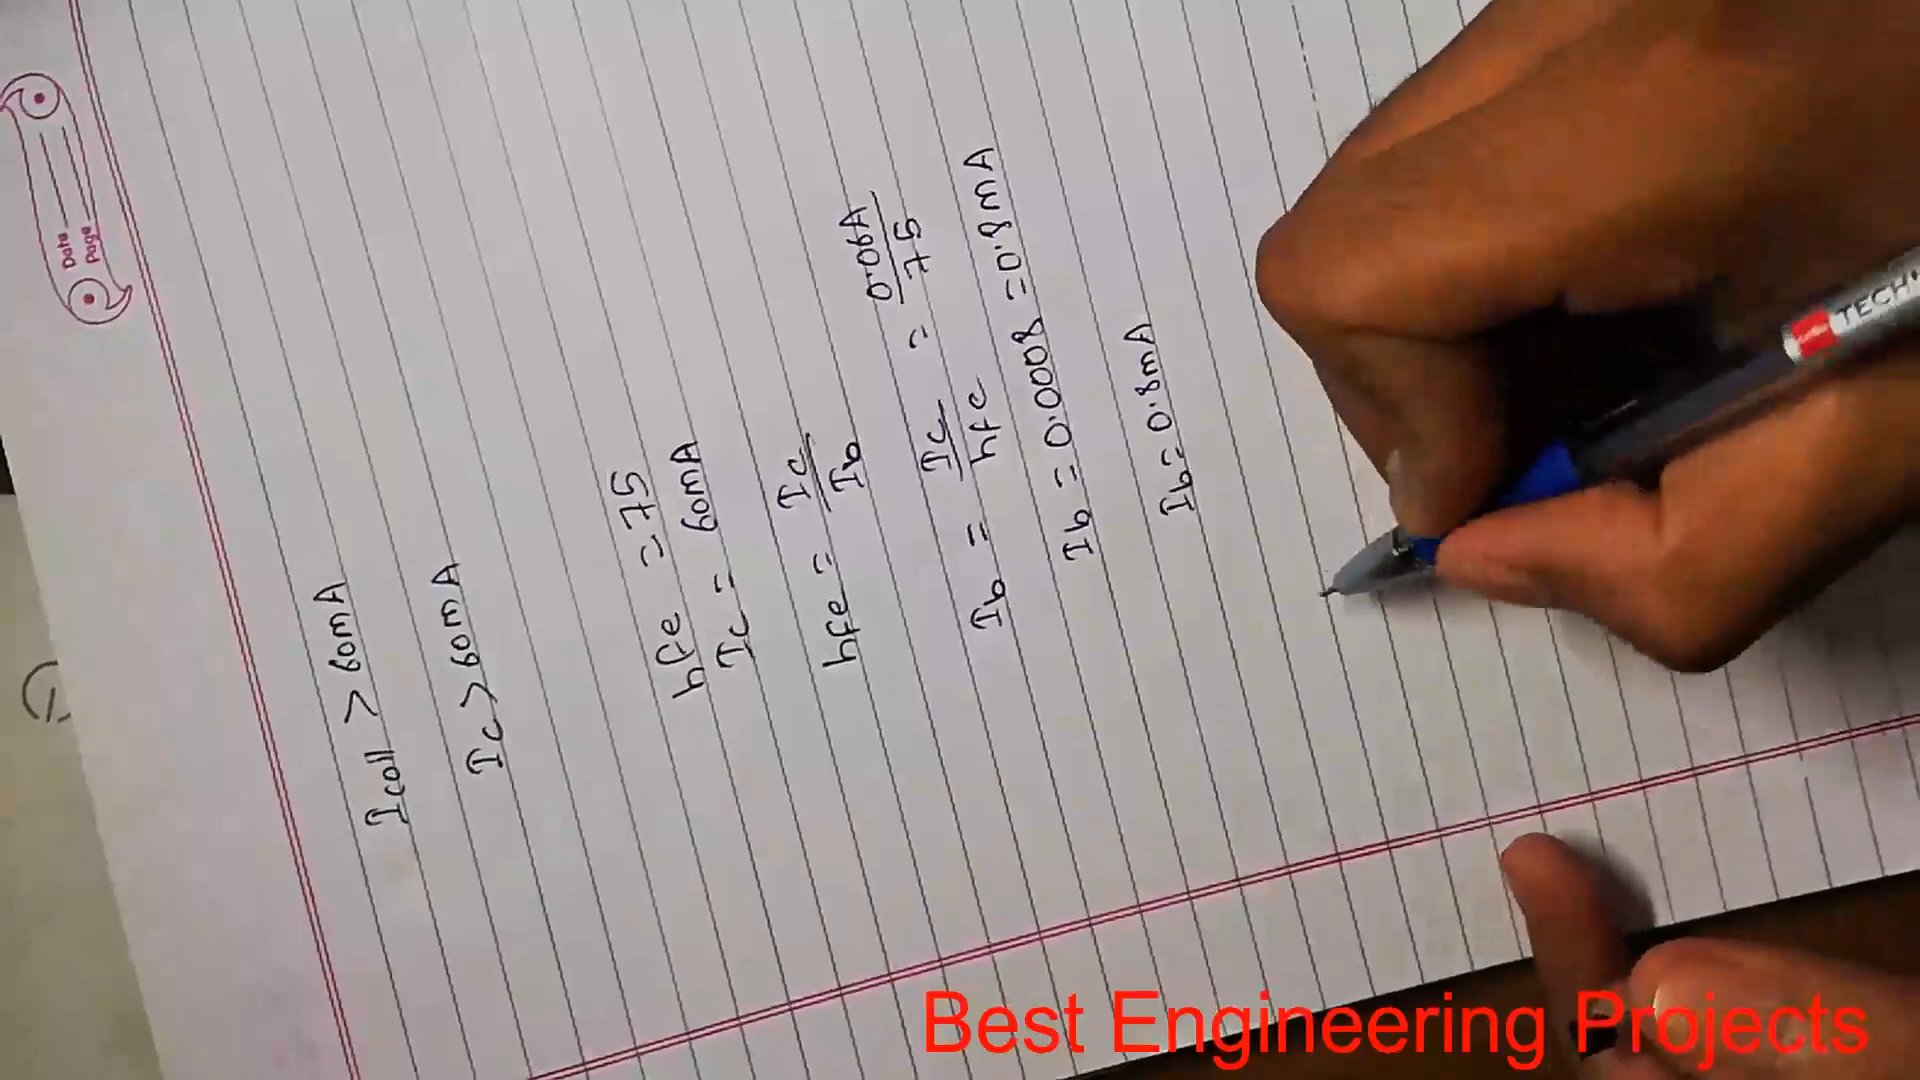 Date
Page
Icoil > 60mA
Ic > 60mA
hfe = 75
Ic = 60mA
hfe = Ic/Ib
Ib = Ic/hfe = 0.06A/75
Ib = 0.0008 = 0.8mA
Ib = 0.8mA
TECH
Best Engineering Projects